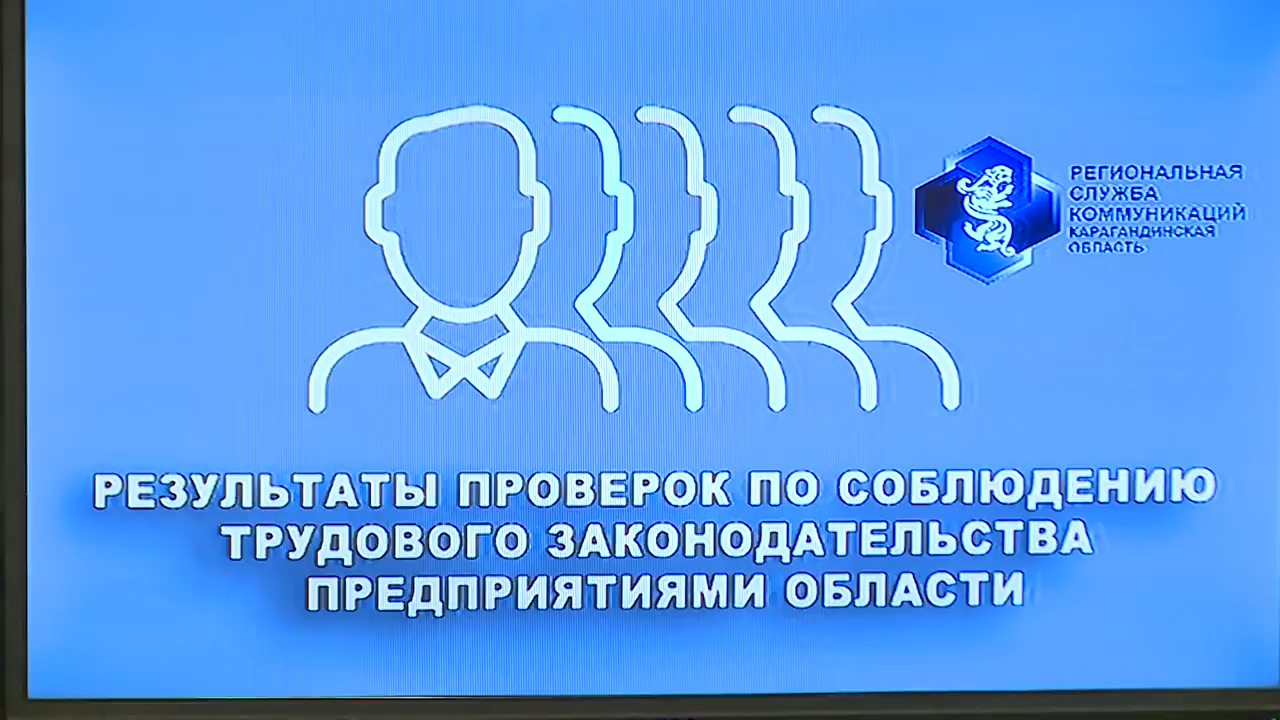 РЕГИОНАЛЬНАЯ
СЛУЖБА
КОММУНИКАЦИЙ
КАРАГАНДИНСКАЯ
ОБЛАСТЬ
РЕЗУЛЬТАТЫ ПРОВЕРОК ПО СОБЛЮДЕНИЮ
ТРУДОВОГО ЗАКОНОДАТЕЛЬСТВА
ПРЕДПРИЯТИЯМИ ОБЛАСТИ